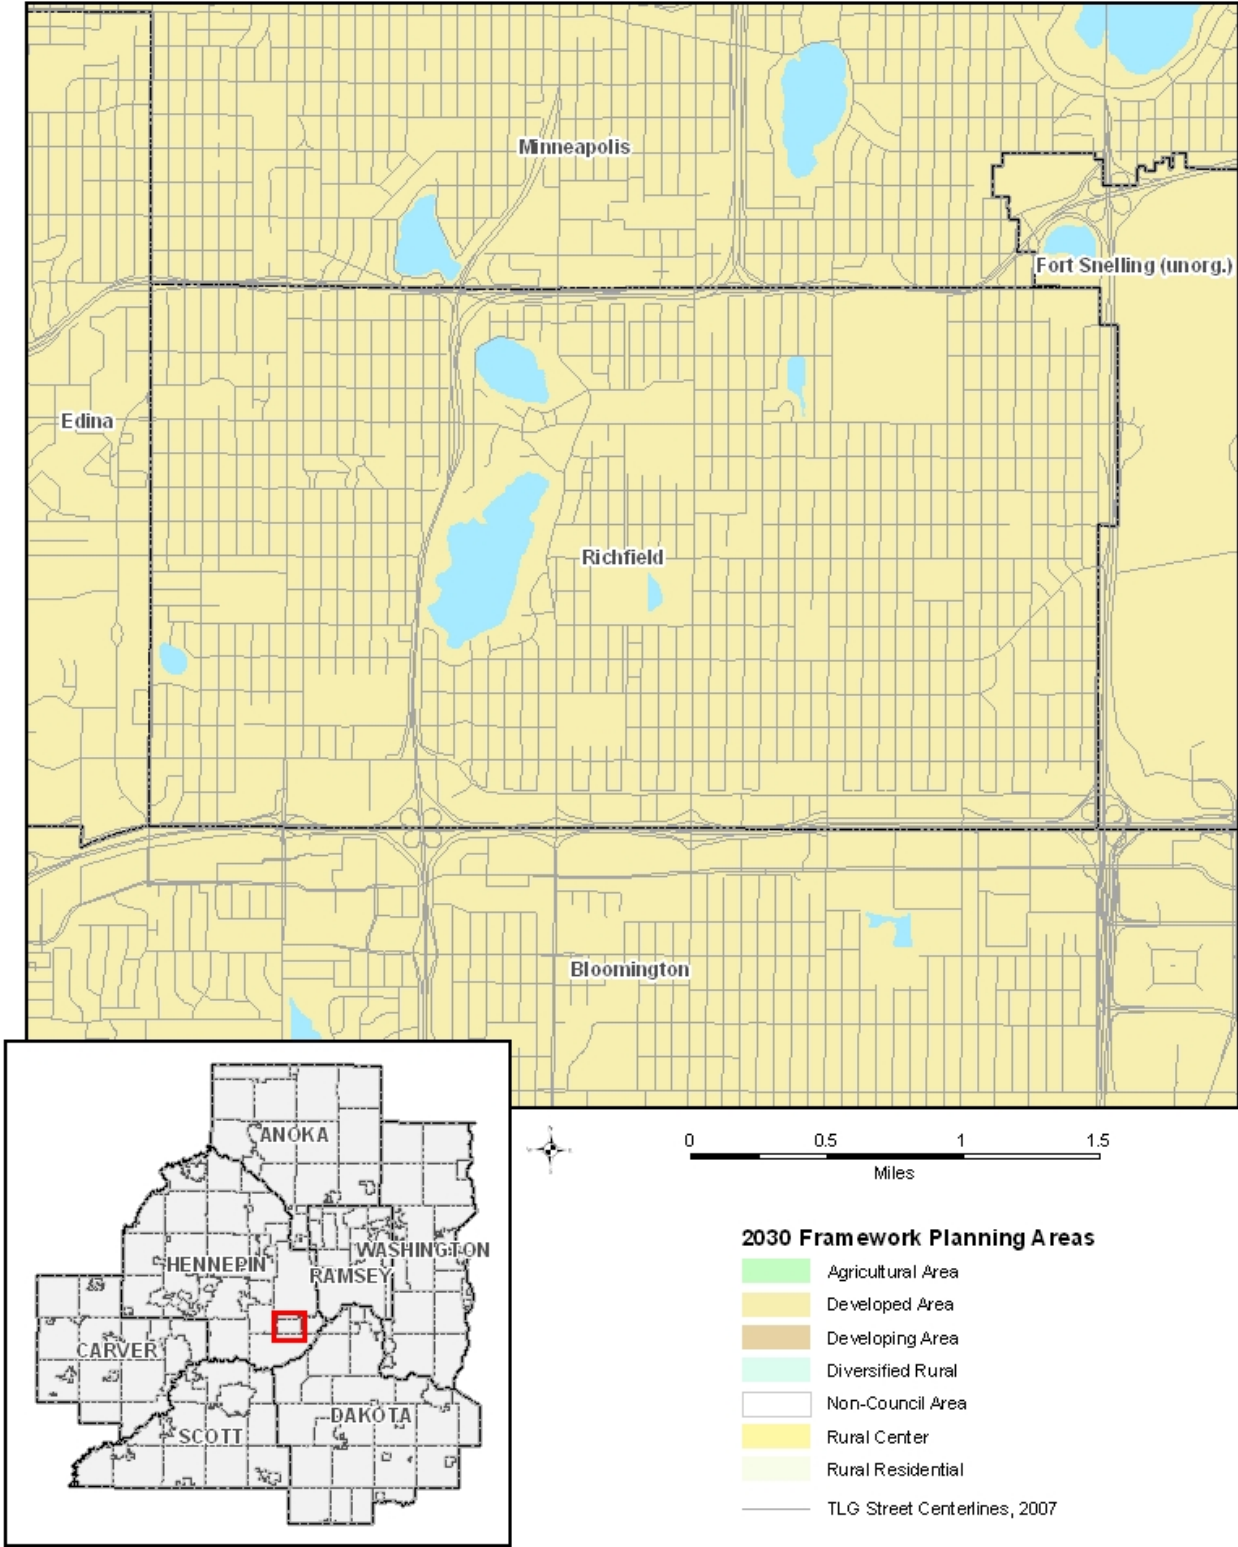 Minneapolis
Fort Snelling (unorg.)
Edina
Richfield
Bloomington
ANOKA
HENNEPIN
WASHINGTON
RAMSEY
CARVER
DAKOTA
SCOTT
0 0.5 1 1.5
Miles
2030 Framework Planning Areas
Agricultural Area
Developed Area
Developing Area
Diversified Rural
Non-Council Area
Rural Center
Rural Residential
TLG Street Centerlines, 2007